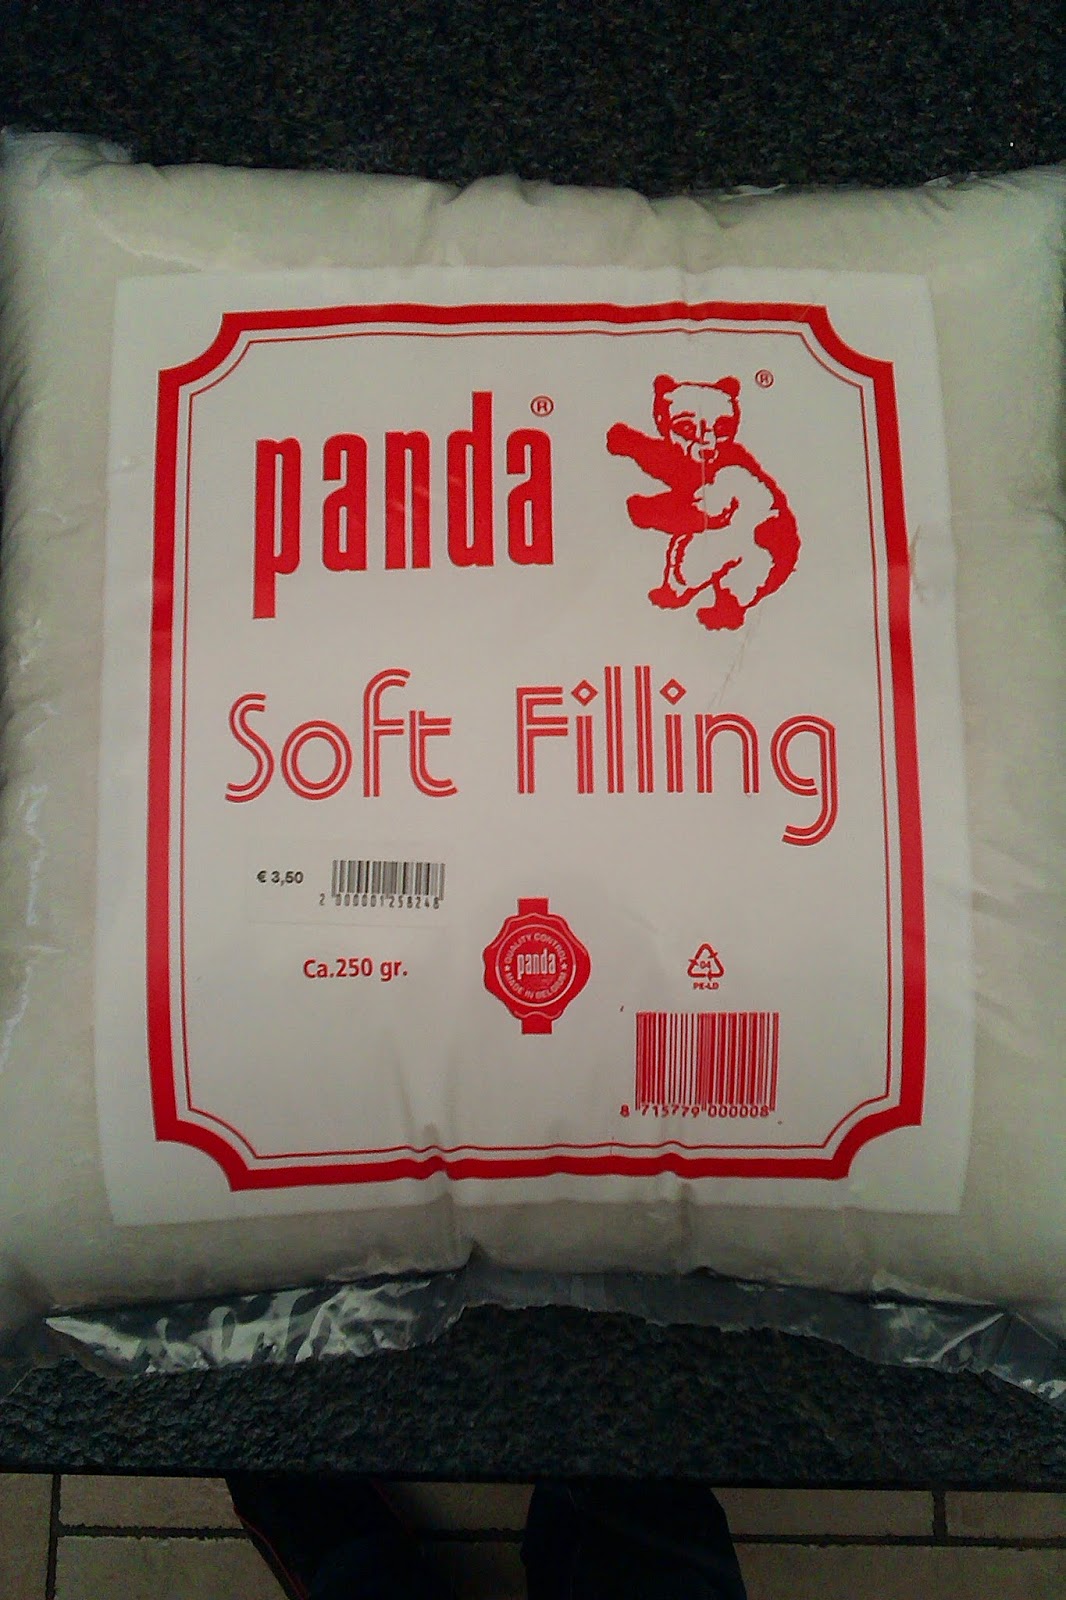 panda®
®
Soft Filling
€ 3,50
2 000001 258248
Ca.250 gr.
QUALITY CONTROL
panda
MADE IN BELGIUM
04
PE-LD
8 715779 000008